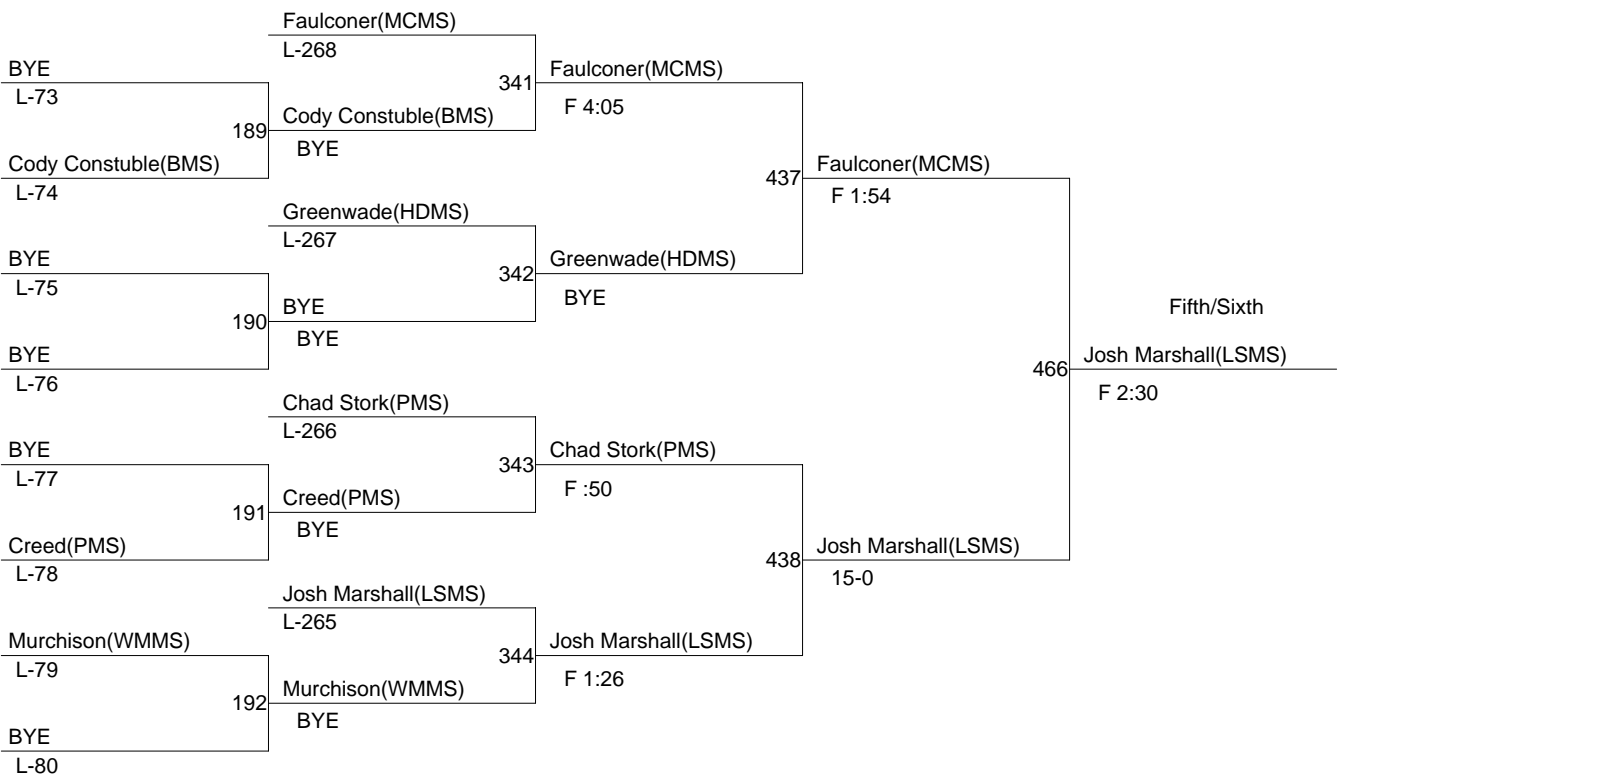 Faulconer(MCMS)
L-268
BYE
L-73
341
Faulconer(MCMS)
F 4:05
189
Cody Constuble(BMS)
BYE
Cody Constuble(BMS)
L-74
437
Faulconer(MCMS)
F 1:54
Greenwade(HDMS)
L-267
BYE
L-75
342
Greenwade(HDMS)
BYE
190
BYE
BYE
Fifth/Sixth
BYE
L-76
466
Josh Marshall(LSMS)
F 2:30
Chad Stork(PMS)
L-266
BYE
L-77
343
Chad Stork(PMS)
F :50
191
Creed(PMS)
BYE
Creed(PMS)
L-78
438
Josh Marshall(LSMS)
15-0
Josh Marshall(LSMS)
L-265
Murchison(WMMS)
L-79
344
Josh Marshall(LSMS)
F 1:26
192
Murchison(WMMS)
BYE
BYE
L-80